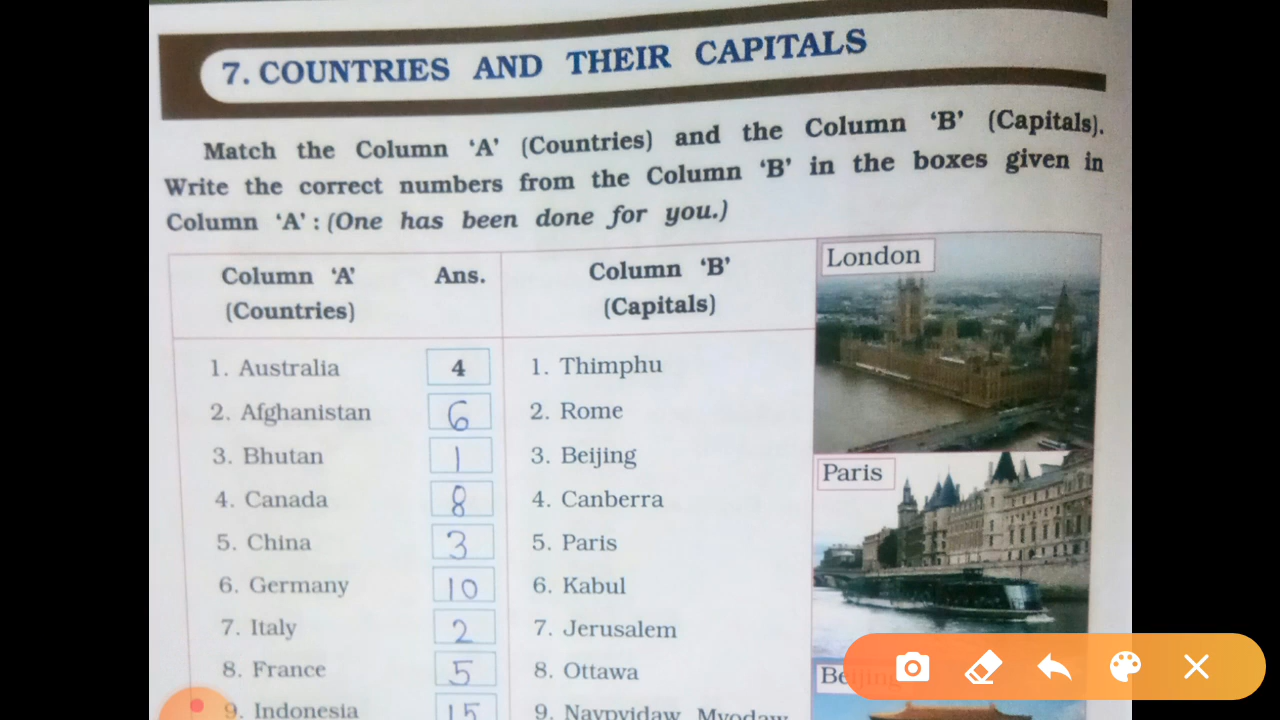 7. COUNTRIES AND THEIR CAPITALS
Match the Column ‘A’ (Countries) and the Column ‘B’ (Capitals).
Write the correct numbers from the Column ‘B’ in the boxes given in
Column ‘A’ : (One has been done for you.)
Column ‘A’ Ans. Column ‘B’
(Countries) (Capitals)
1. Australia 4 1. Thimphu
2. Afghanistan 6 2. Rome
3. Bhutan 1 3. Beijing
4. Canada 8 4. Canberra
5. China 3 5. Paris
6. Germany 10 6. Kabul
7. Italy 2 7. Jerusalem
8. France 5 8. Ottawa
9. Indonesia 15 9. Naypyidaw, Myodaw
London
Paris
Beijing